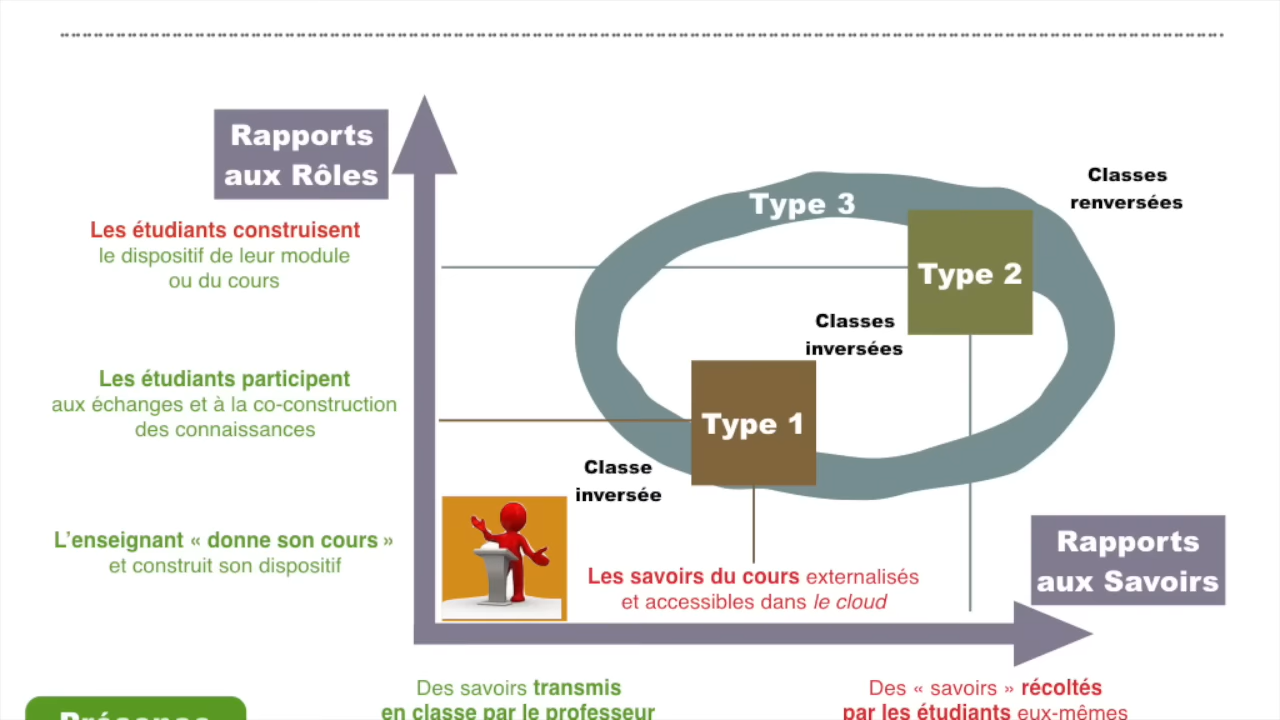 Rapports
aux Rôles
Les étudiants construisent
le dispositif de leur module
ou du cours
Les étudiants participent
aux échanges et à la co-construction
des connaissances
L'enseignant « donne son cours »
et construit son dispositif
Type 3
Classes
renversées
Type 2
Classes
inversées
Type 1
Classe
inversée
Les savoirs du cours externalisés
et accessibles dans le cloud
Rapports
aux Savoirs
Des savoirs transmis
en classe par le professeur
Des « savoirs » récoltés
par les étudiants eux-mêmes
Présence